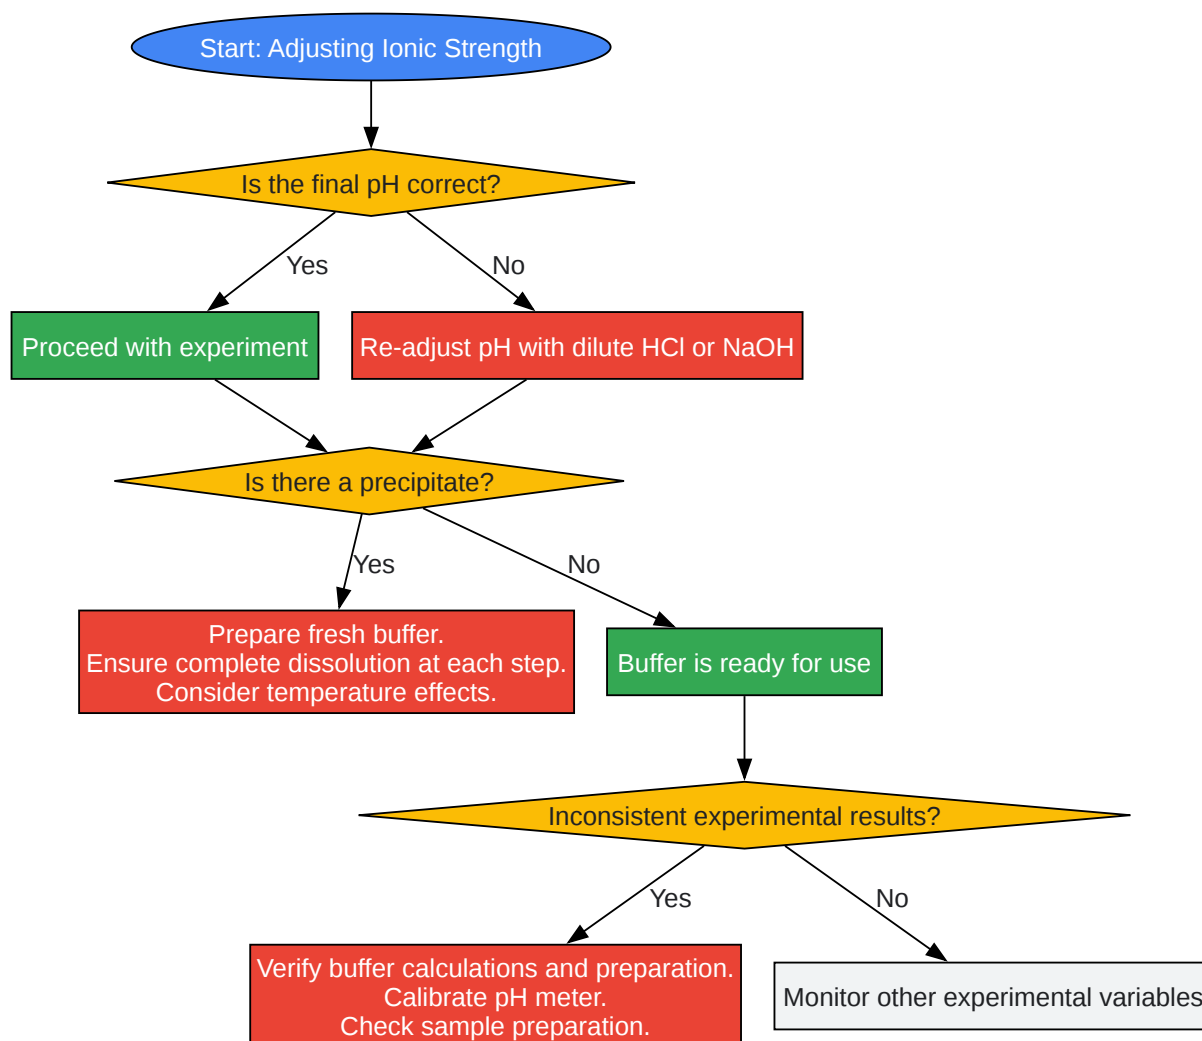 Start: Adjusting Ionic Strength
Is the final pH correct?
Yes
No
Proceed with experiment
Re-adjust pH with dilute HCl or NaOH
Is there a precipitate?
Yes
No
Prepare fresh buffer.
Ensure complete dissolution at each step.
Consider temperature effects.
Buffer is ready for use
Inconsistent experimental results?
Yes
No
Verify buffer calculations and preparation.
Calibrate pH meter.
Check sample preparation.
Monitor other experimental variables